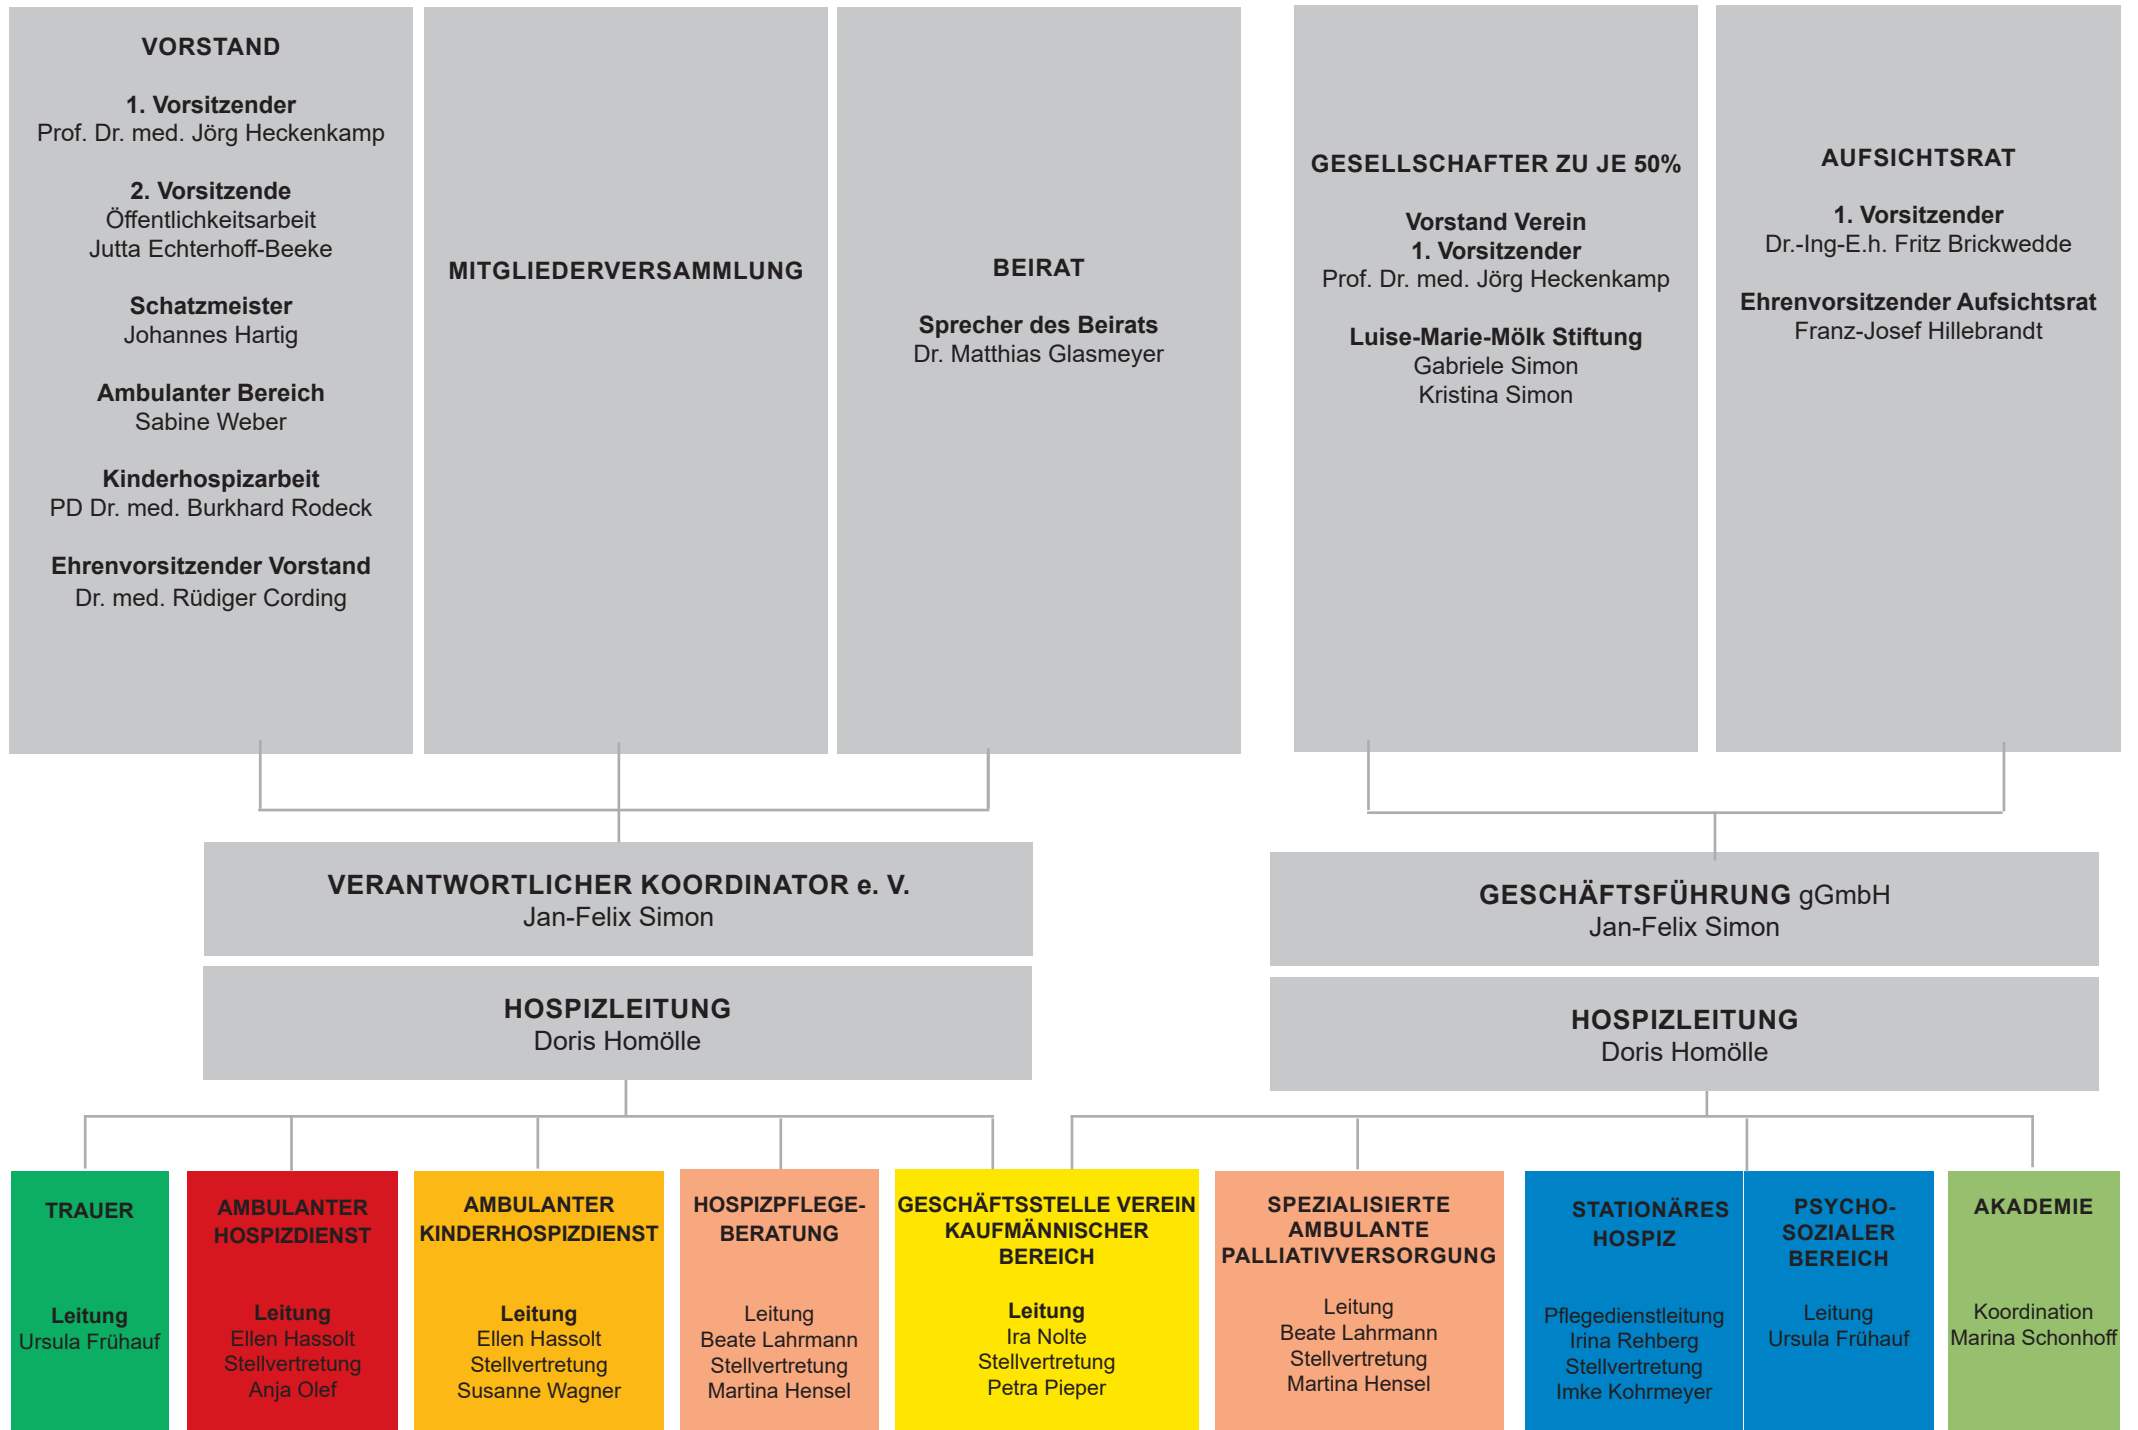 VORSTAND
1. Vorsitzender
Prof. Dr. med. Jörg Heckenkamp
2. Vorsitzende
Öffentlichkeitsarbeit
Jutta Echterhoff-Beeke
Schatzmeister
Johannes Hartig
Ambulanter Bereich
Sabine Weber
Kinderhospizarbeit
PD Dr. med. Burkhard Rodeck
Ehrenvorsitzender Vorstand
Dr. med. Rüdiger Cording
MITGLIEDERVERSAMMLUNG
BEIRAT
Sprecher des Beirats
Dr. Matthias Glasmeyer
GESELLSCHAFTER ZU JE 50%
Vorstand Verein
1. Vorsitzender
Prof. Dr. med. Jörg Heckenkamp
Luise-Marie-Mölk Stiftung
Gabriele Simon
Kristina Simon
AUFSICHTSRAT
1. Vorsitzender
Dr.-Ing-E.h. Fritz Brickwedde
Ehrenvorsitzender Aufsichtsrat
Franz-Josef Hillebrandt
VERANTWORTLICHER KOORDINATOR e. V.
Jan-Felix Simon
HOSPIZLEITUNG
Doris Homölle
GESCHÄFTSFÜHRUNG gGmbH
Jan-Felix Simon
HOSPIZLEITUNG
Doris Homölle
TRAUER
Leitung
Ursula Frühauf
AMBULANTER
HOSPIZDIENST
Leitung
Ellen Hassolt
Stellvertretung
Anja Olef
AMBULANTER
KINDERHOSPIZDIENST
Leitung
Ellen Hassolt
Stellvertretung
Susanne Wagner
HOSPIZPFLEGE-
BERATUNG
Leitung
Beate Lahrmann
Stellvertretung
Martina Hensel
GESCHÄFTSSTELLE VEREIN
KAUFMÄNNISCHER
BEREICH
Leitung
Ira Nolte
Stellvertretung
Petra Pieper
SPEZIALISIERTE
AMBULANTE
PALLIATIVVERSORGUNG
Leitung
Beate Lahrmann
Stellvertretung
Martina Hensel
STATIONÄRES
HOSPIZ
Pflegedienstleitung
Irina Rehberg
Stellvertretung
Imke Kohrmeyer
PSYCHO-
SOZIALER
BEREICH
Leitung
Ursula Frühauf
AKADEMIE
Koordination
Marina Schonhoff